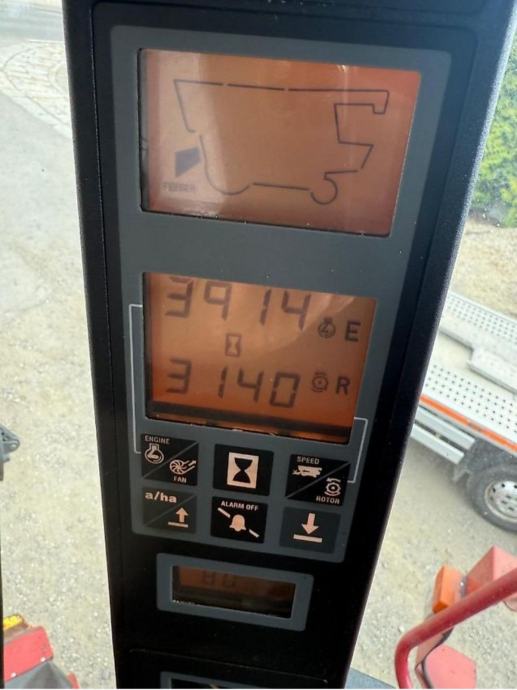 FEEDER
3914 E
3140 R
ENGINE
FAN
SPEED
ROTOR
a/ha
ALARM OFF